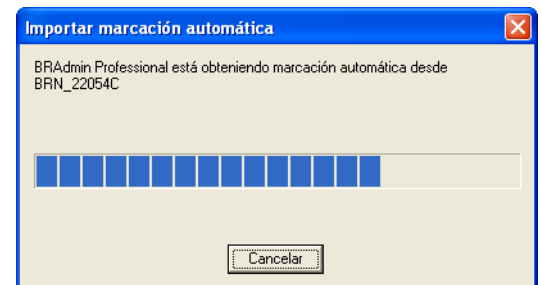 Importar marcación automática
BRAdmin Professional está obteniendo marcación automática desde
BRN_22054C
Cancelar